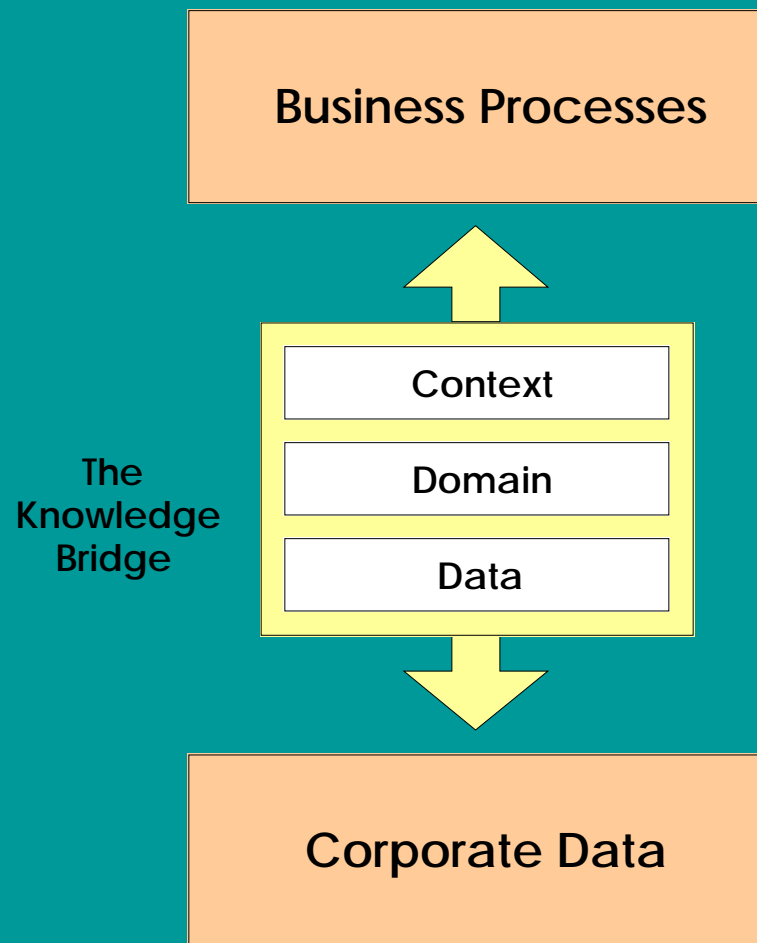 Business Processes
Context
The
Knowledge
Bridge
Domain
Data
Corporate Data